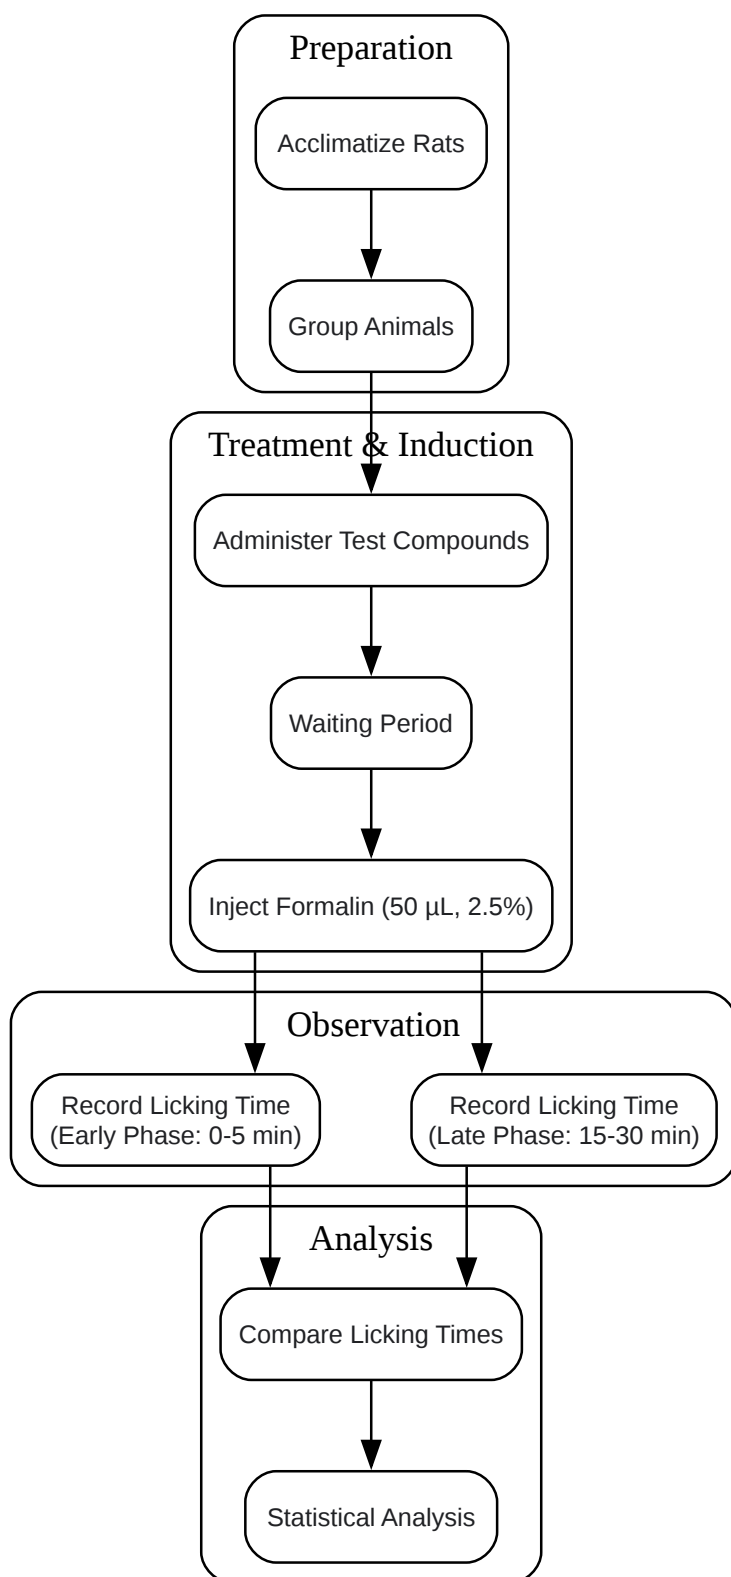 Preparation
Acclimatize Rats
Group Animals
Treatment & Induction
Administer Test Compounds
Waiting Period
Inject Formalin (50 µL, 2.5%)
Observation
Record Licking Time
(Early Phase: 0-5 min)
Record Licking Time
(Late Phase: 15-30 min)
Analysis
Compare Licking Times
Statistical Analysis